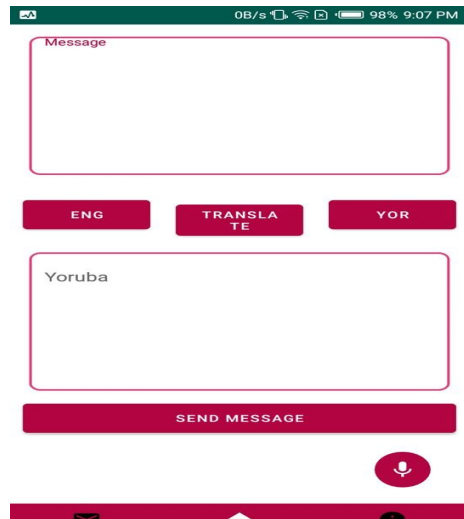 0B/s 98% 9:07 PM
Message
ENG
TRANSLA
TE
YOR
Yoruba
SEND MESSAGE